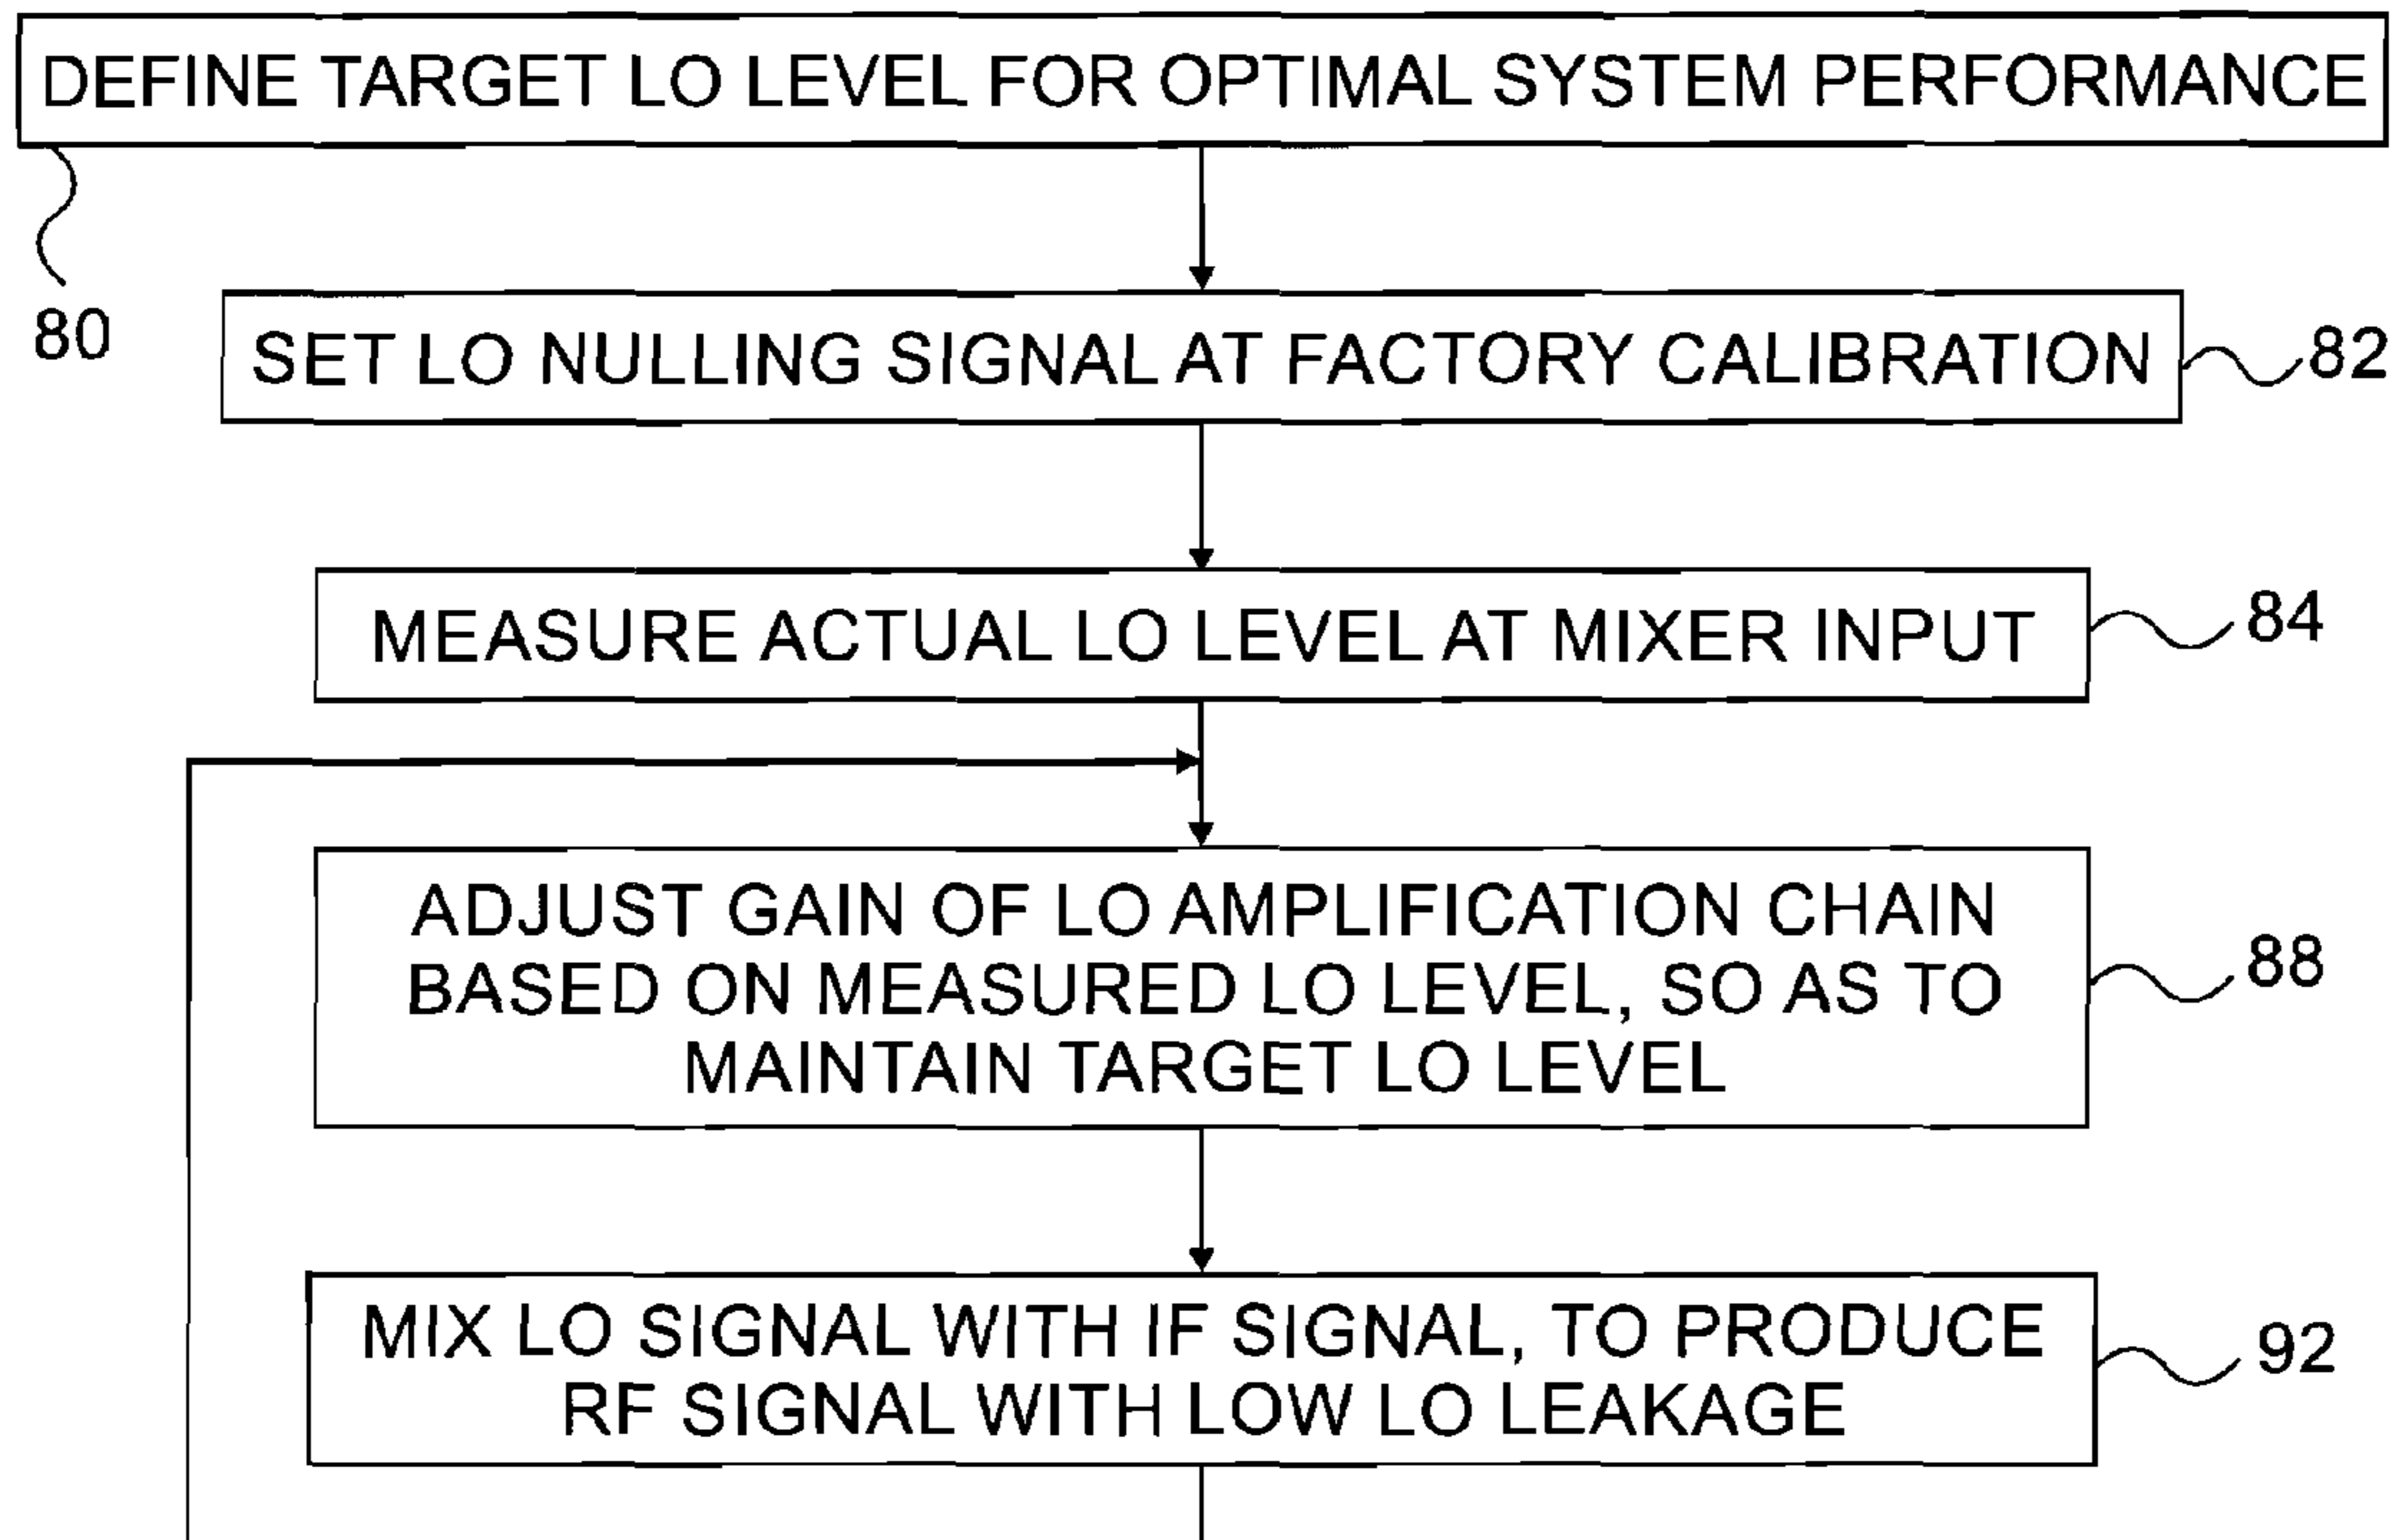 DEFINE TARGET LO LEVEL FOR OPTIMAL SYSTEM PERFORMANCE
80
SET LO NULLING SIGNAL AT FACTORY CALIBRATION
82
MEASURE ACTUAL LO LEVEL AT MIXER INPUT
84
ADJUST GAIN OF LO AMPLIFICATION CHAIN
BASED ON MEASURED LO LEVEL, SO AS TO
MAINTAIN TARGET LO LEVEL
88
MIX LO SIGNAL WITH IF SIGNAL, TO PRODUCE
RF SIGNAL WITH LOW LO LEAKAGE
92